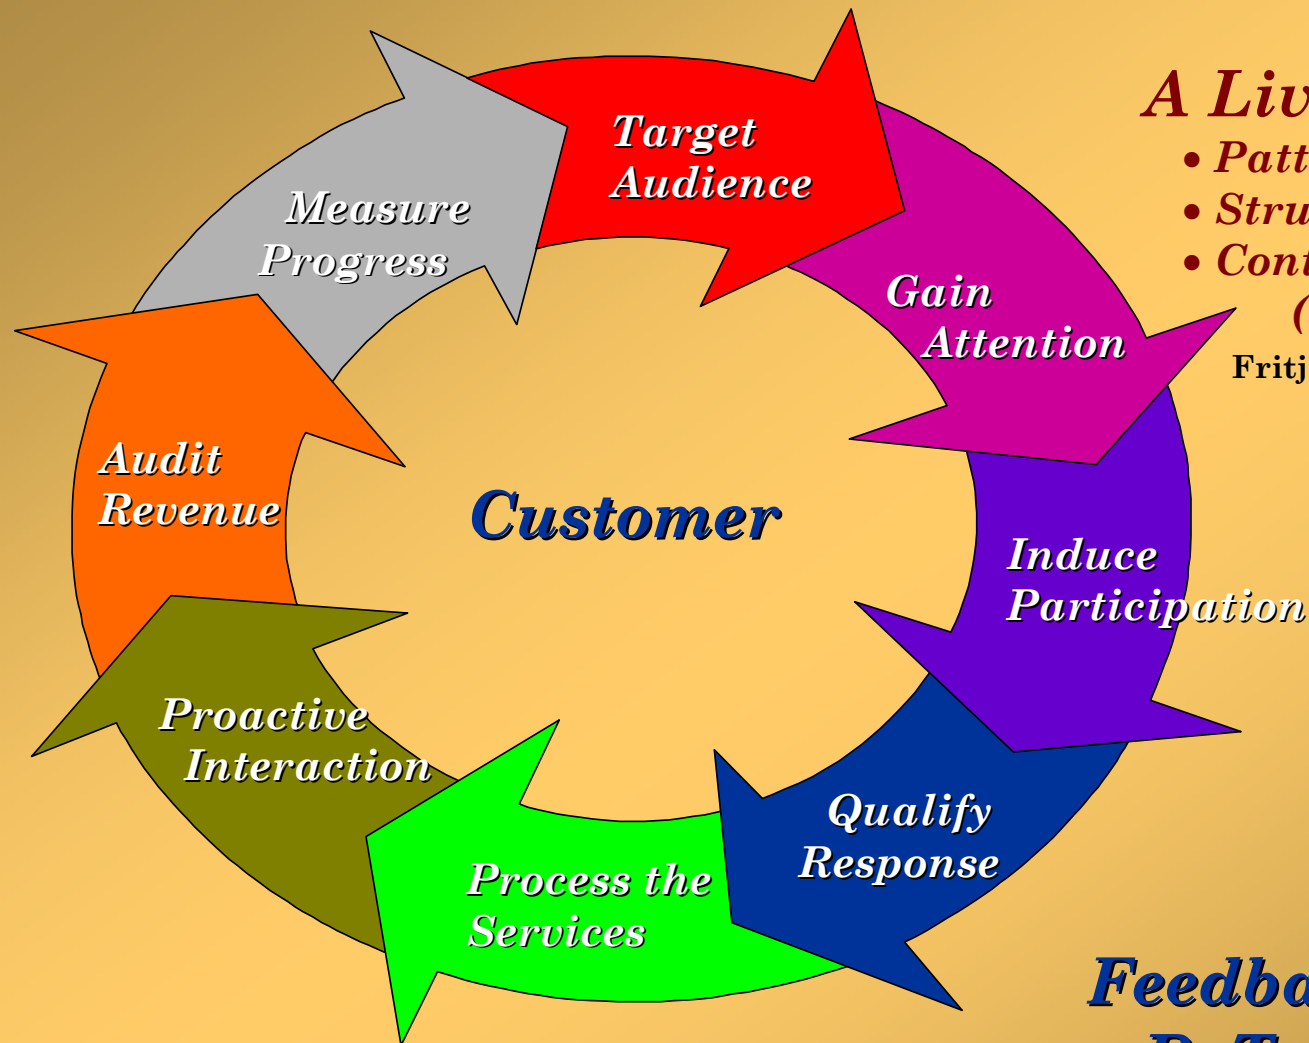 Target
Audience
Gain
Attention
Induce
Participation
Qualify
Response
Process the
Services
Proactive
Interaction
Audit
Revenue
Measure
Progress
Customer
A
•
•
•
(